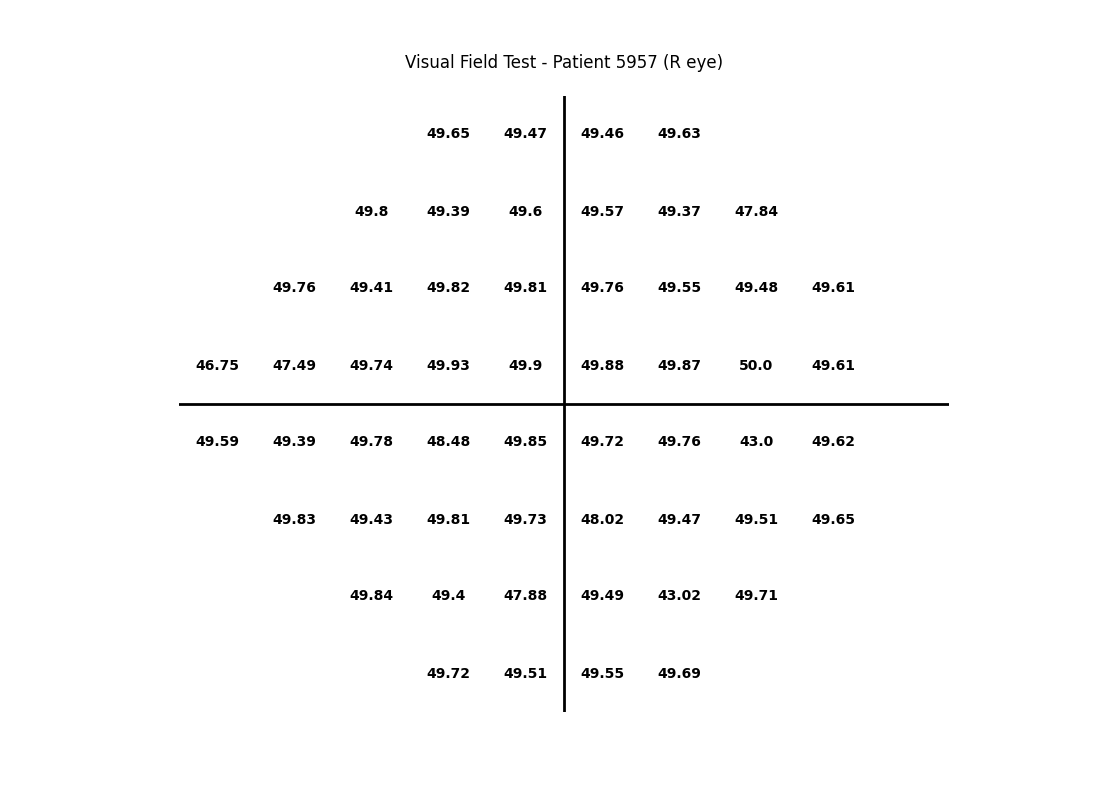 Visual Field Test - Patient 5957 (R eye)
49.65 49.47 49.46 49.63
49.8 49.39 49.6 49.57 49.37 47.84
49.76 49.41 49.82 49.81 49.76 49.55 49.48 49.61
46.75 47.49 49.74 49.93 49.9 49.88 49.87 50.0 49.61
49.59 49.39 49.78 48.48 49.85 49.72 49.76 43.0 49.62
49.83 49.43 49.81 49.73 48.02 49.47 49.51 49.65
49.84 49.4 47.88 49.49 43.02 49.71
49.72 49.51 49.55 49.69